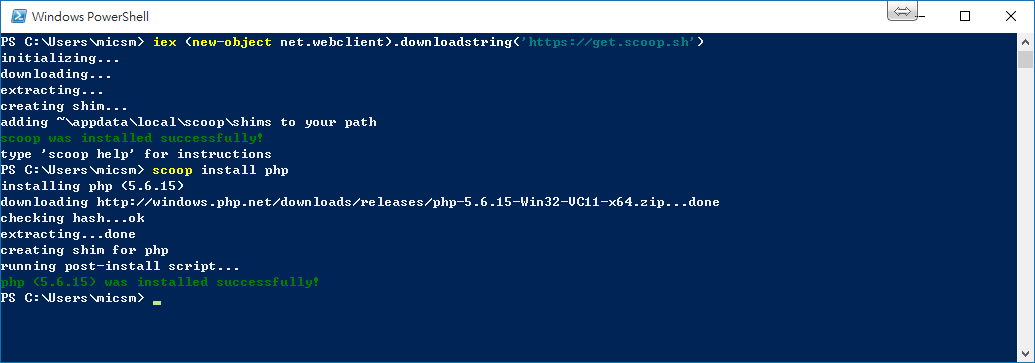 Windows PowerShell
PS C:\Users\micsm> iex (new-object net.webclient).downloadstring('https://get.scoop.sh')
initializing...
downloading...
extracting...
creating shim...
adding ~\appdata\local\scoop\shims to your path
scoop was installed successfully!
type 'scoop help' for instructions
PS C:\Users\micsm> scoop install php
installing php (5.6.15)
downloading http://windows.php.net/downloads/releases/php-5.6.15-Win32-VC11-x64.zip...done
checking hash...ok
extracting...done
creating shim for php
running post-install script...
php (5.6.15) was installed successfully!
PS C:\Users\micsm>